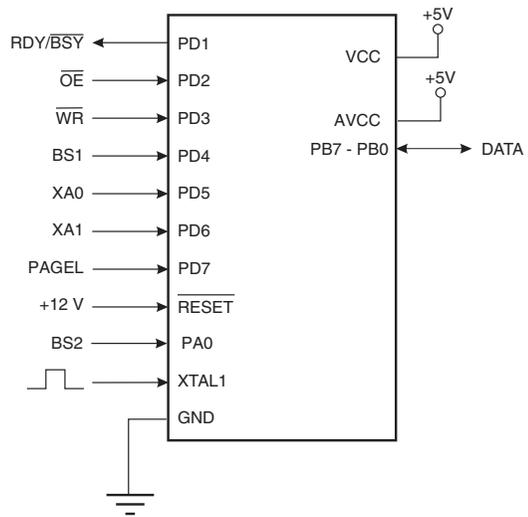 +5V
RDY/BSY
PD1
VCC
OE
PD2
+5V
WR
PD3
AVCC
BS1
PD4
PB7 - PB0
DATA
XA0
PD5
XA1
PD6
PAGEL
PD7
+12 V
RESET
BS2
PA0
XTAL1
GND